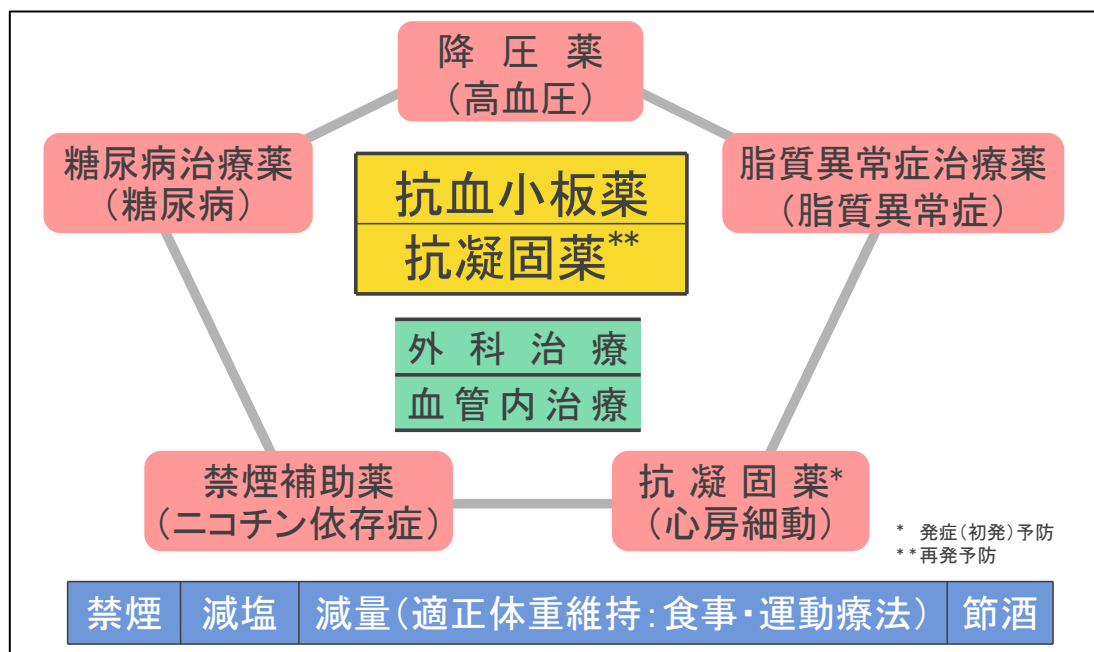 降圧薬
(高血圧)
糖尿病治療薬
(糖尿病)
脂質異常症治療薬
(脂質異常症)
抗血小板薬
抗凝固薬**
外科治療
血管内治療
禁煙補助薬
(ニコチン依存症)
抗凝固薬*
(心房細動)
* 発症(初発)予防
**再発予防
禁煙 減塩 減量(適正体重維持:食事・運動療法) 節酒